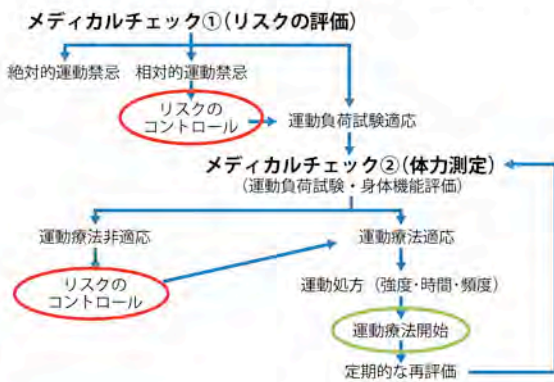 メディカルチェック①(リスクの評価)
絶対的運動禁忌
相対的運動禁忌
リスクの
コントロール
運動負荷試験適応
メディカルチェック②(体力測定)
(運動負荷試験・身体機能評価)
運動療法非適応
運動療法適応
リスクの
コントロール
運動処方(強度・時間・頻度)
運動療法開始
定期的な再評価